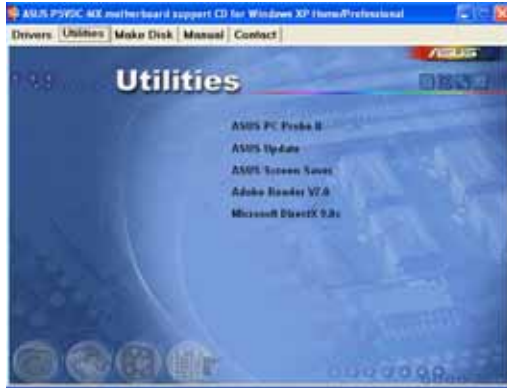 ASUS P5VDC-MX motherboard support CD for Windows XP Home/Professional
Drivers Utilities Make Disk Manual Contact
ASUS
Utilities
ASUS PC Probe II
ASUS Update
ASUS Screen Saver
Adobe Reader V7.0
Microsoft DirectX 9.0c